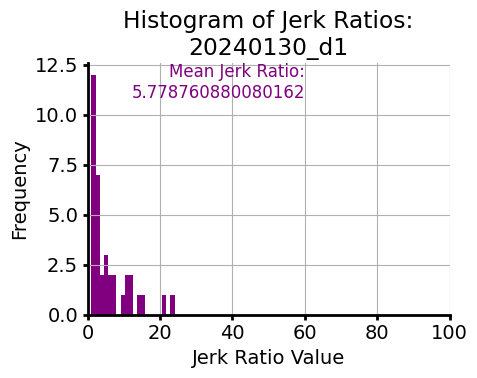 Histogram of Jerk Ratios:
20240130_d1
Mean Jerk Ratio:
5.778760880080162
12.5
10.0
7.5
5.0
2.5
0.0
Frequency
0 20 40 60 80 100
Jerk Ratio Value